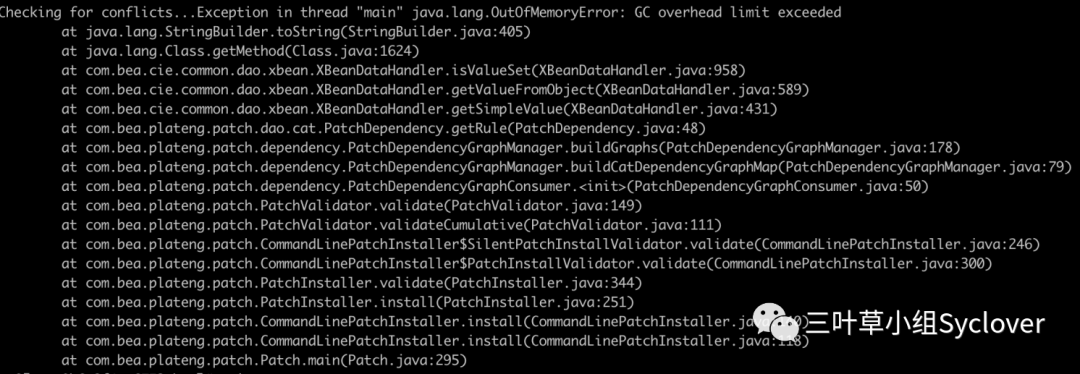 Checking for conflicts...Exception in thread "main" java.lang.OutOfMemoryError: GC overhead limit exceeded
at java.lang.StringBuilder.toString(StringBuilder.java:405)
at java.lang.Class.getMethod(Class.java:1624)
at com.bea.cie.common.dao.xbean.XBeanDataHandler.isValueSet(XBeanDataHandler.java:958)
at com.bea.cie.common.dao.xbean.XBeanDataHandler.getValueFromObject(XBeanDataHandler.java:589)
at com.bea.cie.common.dao.xbean.XBeanDataHandler.getSimpleValue(XBeanDataHandler.java:431)
at com.bea.plateng.patch.dao.cat.PatchDependency.getRule(PatchDependency.java:48)
at com.bea.plateng.patch.dependency.PatchDependencyGraphManager.buildGraphs(PatchDependencyGraphManager.java:178)
at com.bea.plateng.patch.dependency.PatchDependencyGraphManager.buildCatDependencyGraphMap(PatchDependencyGraphManager.java:79)
at com.bea.plateng.patch.dependency.PatchDependencyGraphConsumer.<init>(PatchDependencyGraphConsumer.java:50)
at com.bea.plateng.patch.PatchValidator.validate(PatchValidator.java:149)
at com.bea.plateng.patch.PatchValidator.validateCumulative(PatchValidator.java:111)
at com.bea.plateng.patch.CommandLinePatchInstaller$SilentPatchInstallValidator.validate(CommandLinePatchInstaller.java:246)
at com.bea.plateng.patch.CommandLinePatchInstaller$PatchInstallValidator.validate(CommandLinePatchInstaller.java:300)
at com.bea.plateng.patch.PatchInstaller.validate(PatchInstaller.java:344)
at com.bea.plateng.patch.PatchInstaller.install(PatchInstaller.java:251)
at com.bea.plateng.patch.CommandLinePatchInstaller.install(CommandLinePatchInstaller.
at com.bea.plateng.patch.CommandLinePatchInstaller.install(CommandLinePatchInstaller.
at com.bea.plateng.patch.Patch.main(Patch.java:295)
三叶草小组Syclover